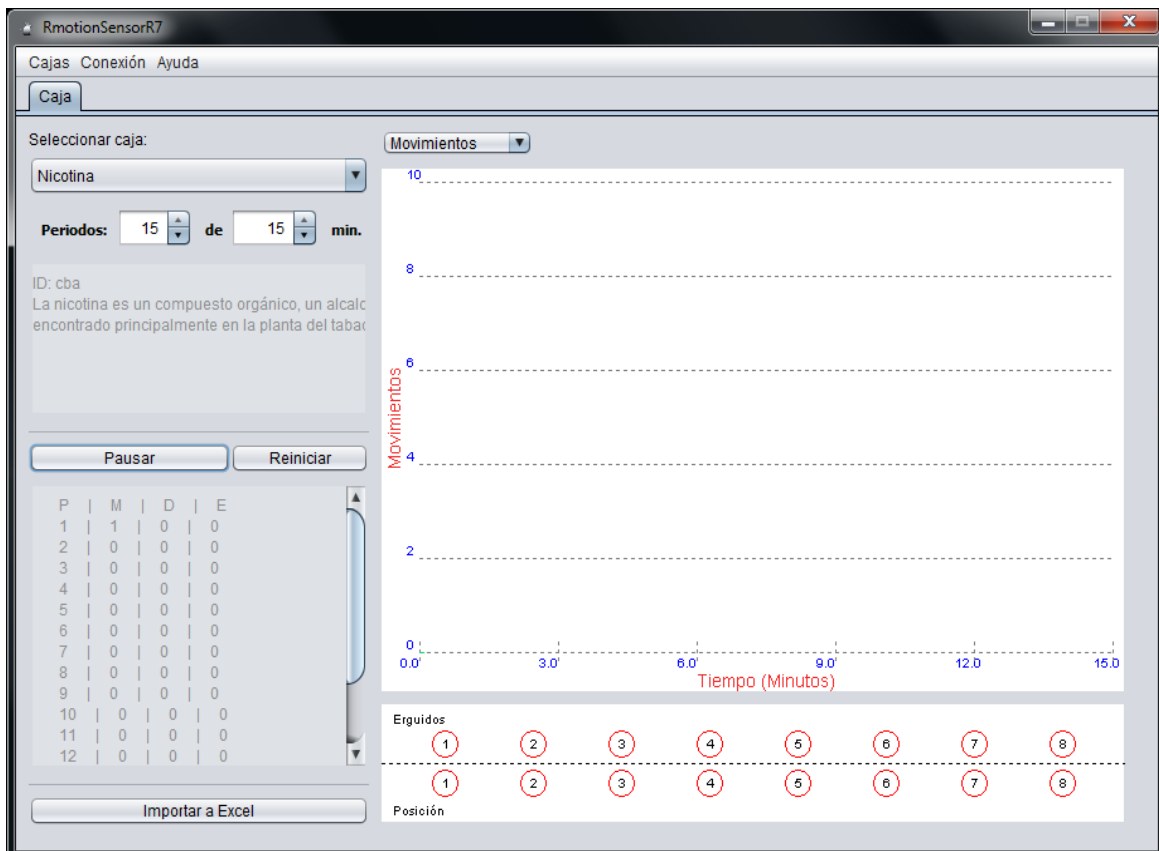 RmotionSensorR7
Cajas Conexión Ayuda
Caja
Seleccionar caja:
Nicotina
Periodos: 15 de 15 min.
ID: cba
La nicotina es un compuesto orgánico, un alcalo
encontrado principalmente en la planta del tabac
Pausar Reiniciar
P | M | D | E
1 | 1 | 0 | 0
2 | 0 | 0 | 0
3 | 0 | 0 | 0
4 | 0 | 0 | 0
5 | 0 | 0 | 0
6 | 0 | 0 | 0
7 | 0 | 0 | 0
8 | 0 | 0 | 0
9 | 0 | 0 | 0
10 | 0 | 0 | 0
11 | 0 | 0 | 0
12 | 0 | 0 | 0
Importar a Excel
Movimientos
10
8
6
4
2
0
Movimientos
0.0' 3.0' 6.0' 9.0' 12.0 15.0
Tiempo (Minutos)
Erguidos
1 2 3 4 5 6 7 8
1 2 3 4 5 6 7 8
Posición